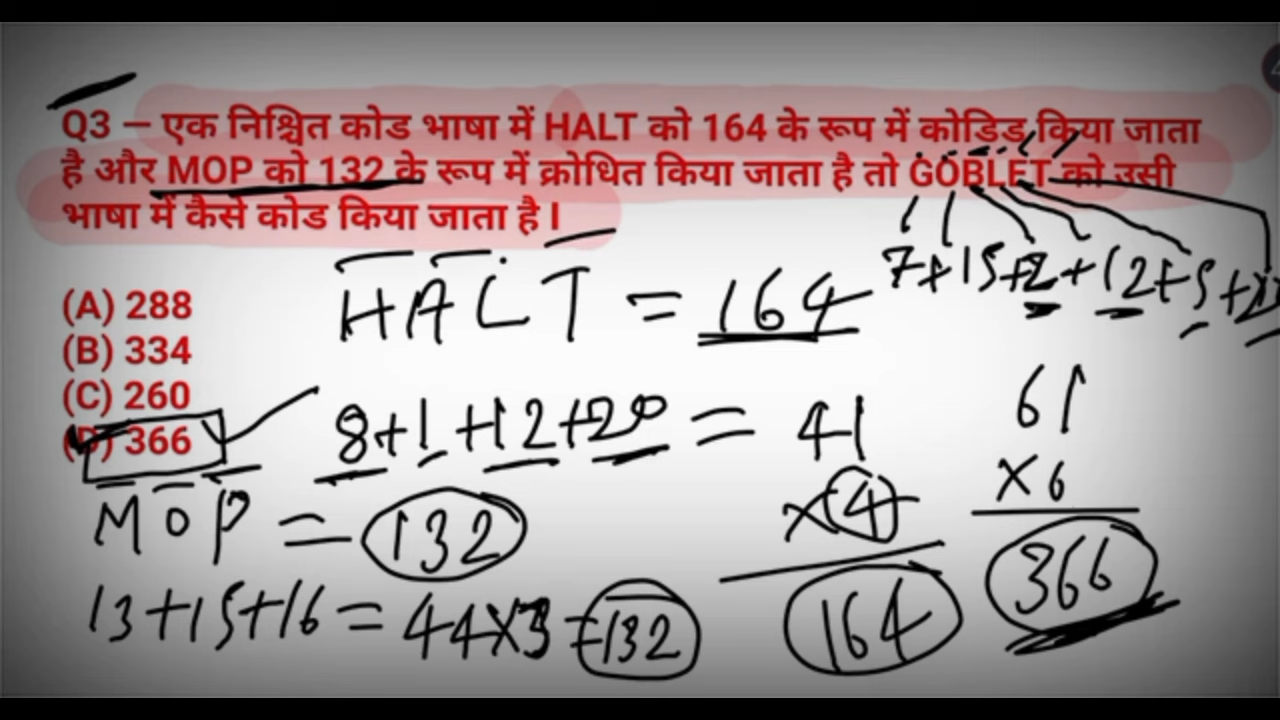 Q3 – एक निश्चित कोड भाषा में HALT को 164 के रूप में कोडिड किया जाता
है और MOP को 132 के रूप में क्रोधित किया जाता है तो GOBLET को उसी
भाषा में कैसे कोड किया जाता है।
7+15+2+12+5+
HALT = 164
(A) 288
(B) 334
(C) 260
(D) 366
8+1+12+20 = 41
×4
164
61
×6
366
MOP = 132
13+15+16 = 44×3 = 132